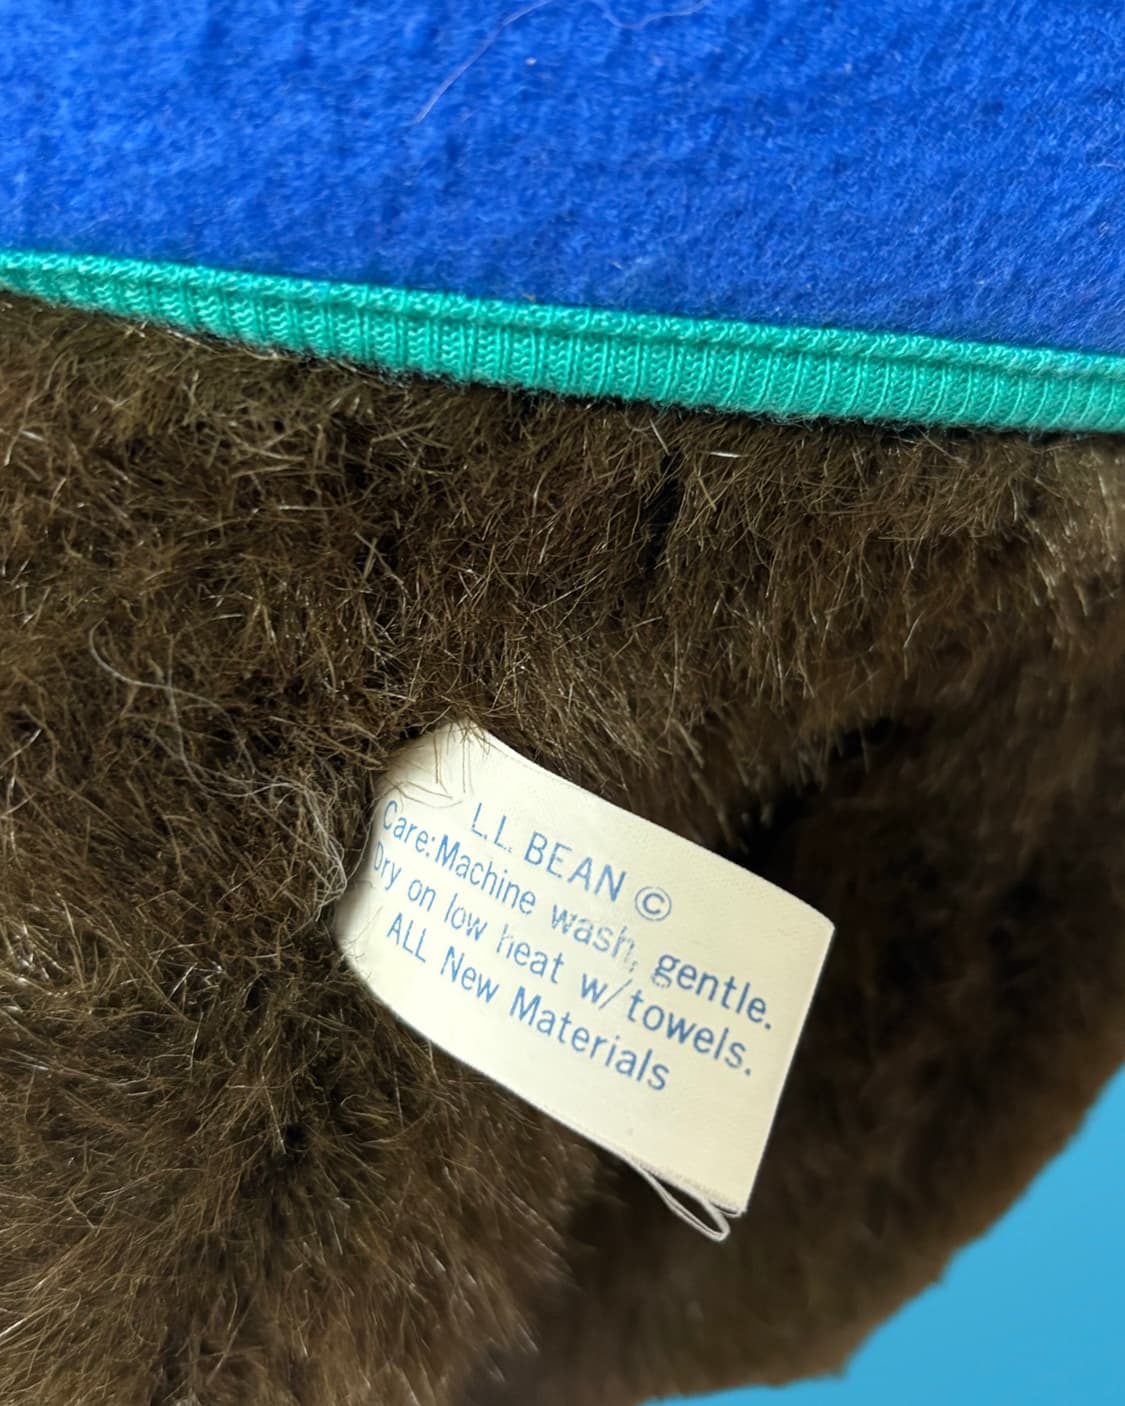 L.L. BEAN ©
Care:Machine wash, gentle.
Dry on low heat w/towels.
ALL New Materials